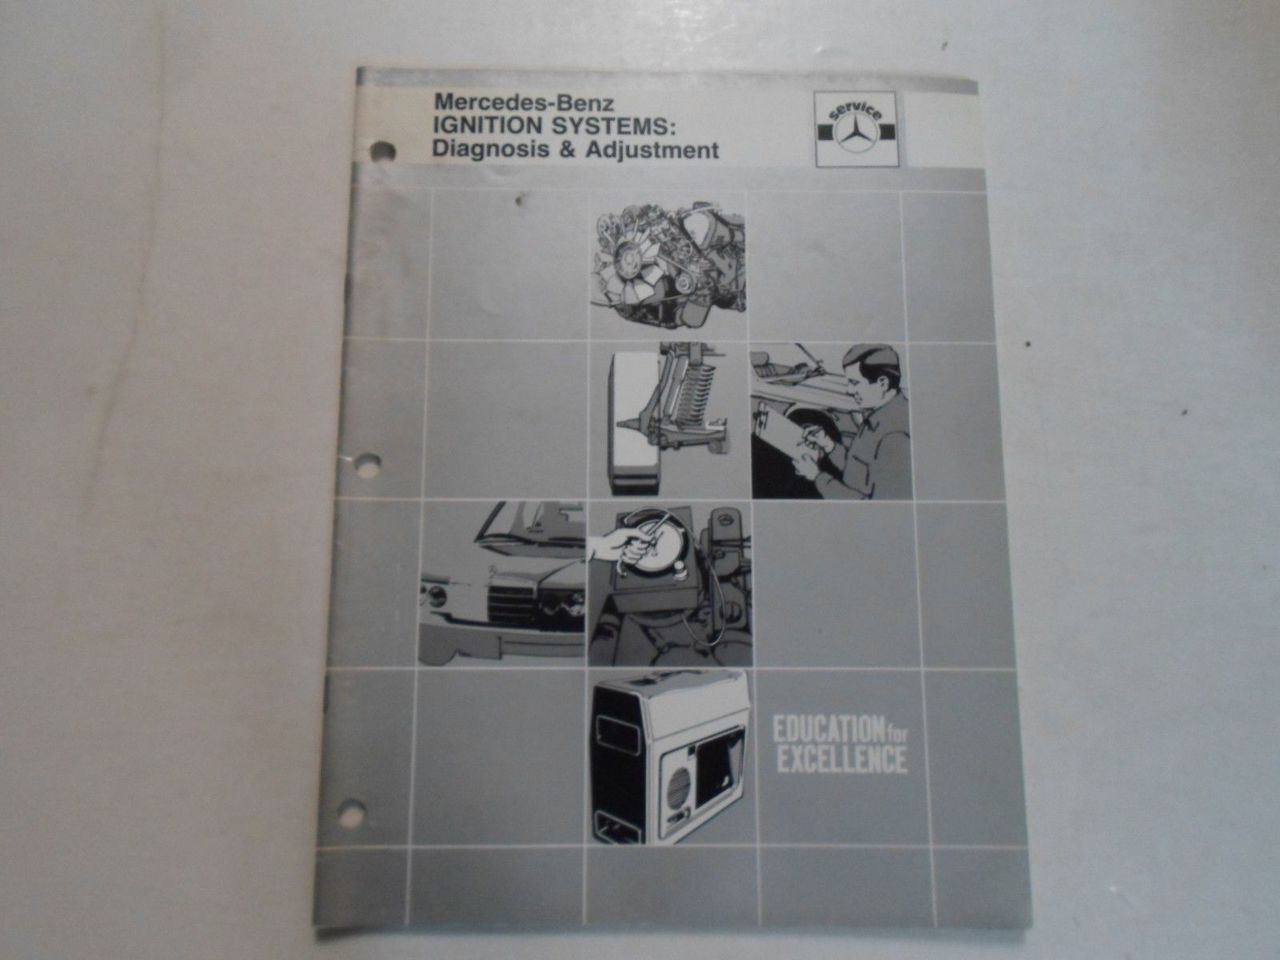 Mercedes-Benz
IGNITION SYSTEMS:
Diagnosis & Adjustment
service
EDUCATION for
EXCELLENCE